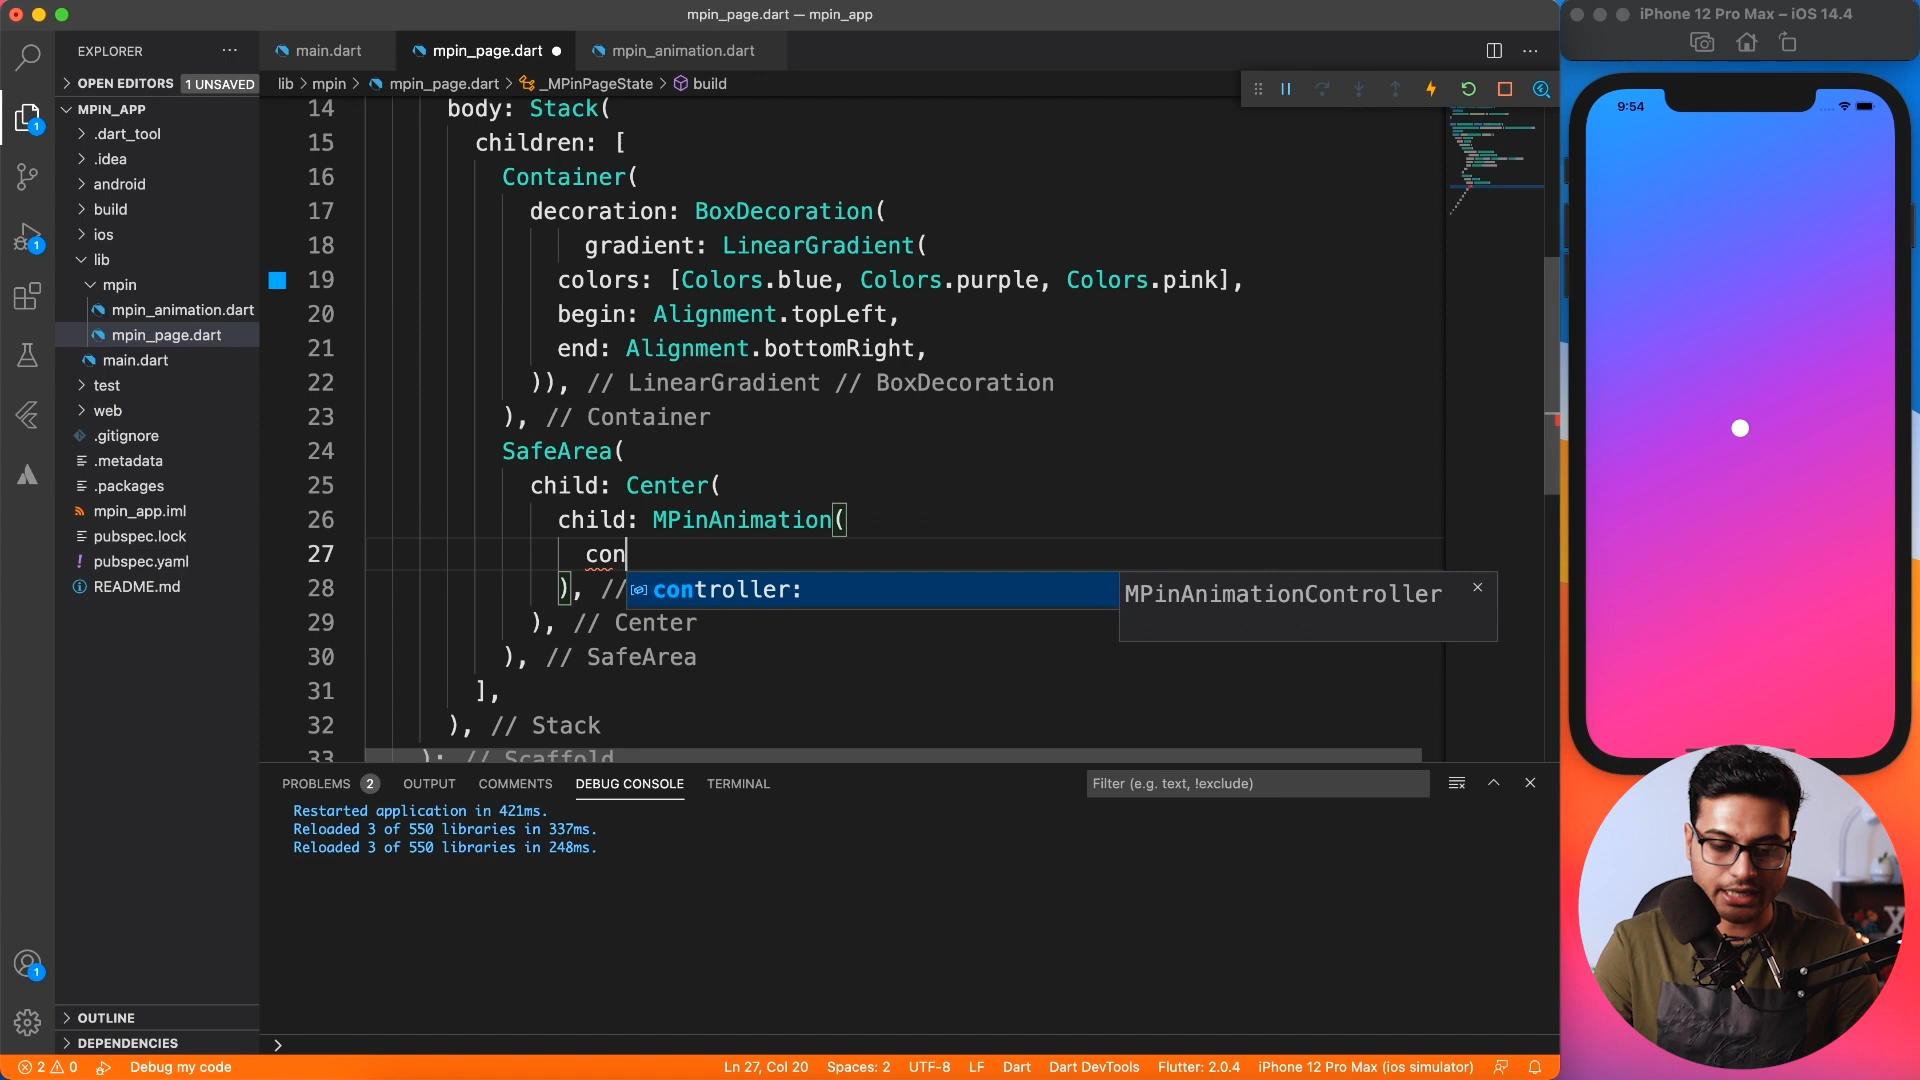 mpin_page.dart — mpin_app
iPhone 12 Pro Max – iOS 14.4
EXPLORER
main.dart
mpin_page.dart
mpin_animation.dart
OPEN EDITORS 1 UNSAVED
lib > mpin > mpin_page.dart > _MPinPageState > build
MPIN_APP
.dart_tool
.idea
android
build
ios
lib
mpin
mpin_animation.dart
mpin_page.dart
main.dart
test
web
.gitignore
.metadata
.packages
mpin_app.iml
pubspec.lock
pubspec.yaml
README.md
OUTLINE
DEPENDENCIES
14 body: Stack(
15 children: [
16 Container(
17 decoration: BoxDecoration(
18 gradient: LinearGradient(
19 colors: [Colors.blue, Colors.purple, Colors.pink],
20 begin: Alignment.topLeft,
21 end: Alignment.bottomRight,
22 )), // LinearGradient // BoxDecoration
23 ), // Container
24 SafeArea(
25 child: Center(
26 child: MPinAnimation(
27 con
28 ), //
controller:
MPinAnimationController
29 ), // Center
30 ), // SafeArea
31 ],
32 ), // Stack
33 ); // Scaffold
PROBLEMS 2 OUTPUT COMMENTS DEBUG CONSOLE TERMINAL
Filter (e.g. text, !exclude)
Restarted application in 421ms.
Reloaded 3 of 550 libraries in 337ms.
Reloaded 3 of 550 libraries in 248ms.
9:54
1
1
1
2 0 Debug my code
Ln 27, Col 20 Spaces: 2 UTF-8 LF Dart Dart DevTools Flutter: 2.0.4 iPhone 12 Pro Max (ios simulator)